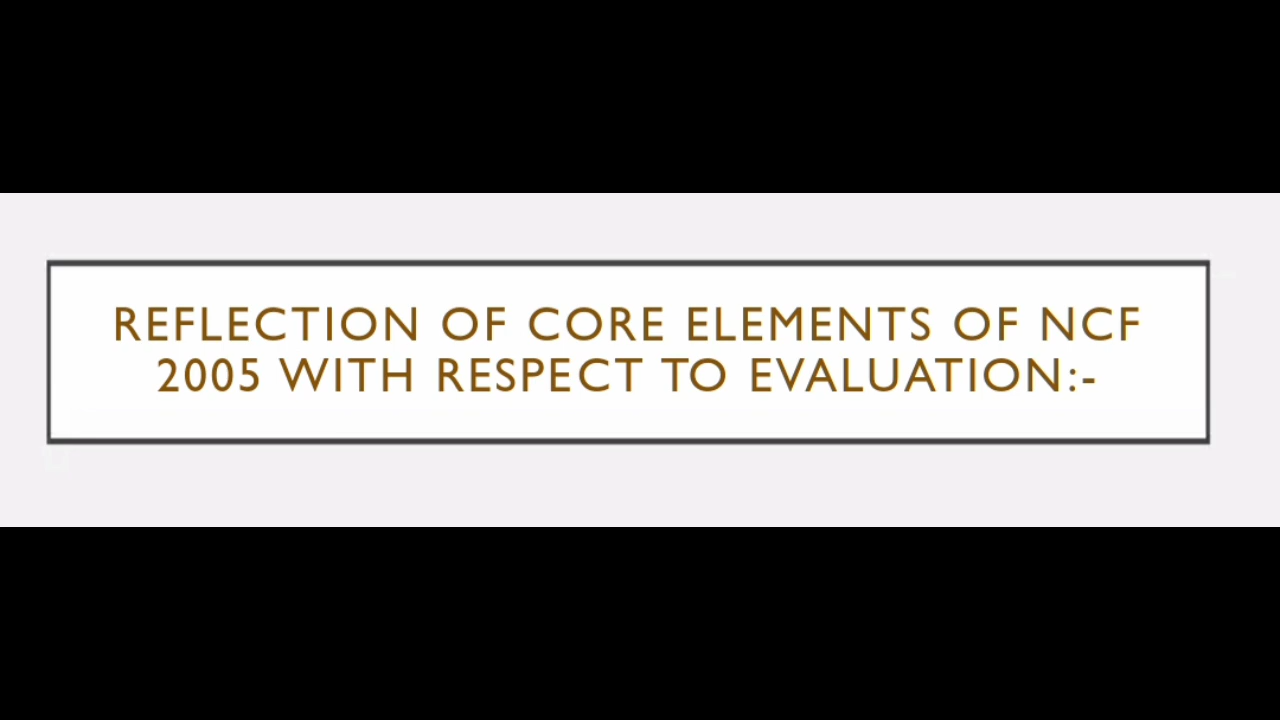 REFLECTION OF CORE ELEMENTS OF NCF
2005 WITH RESPECT TO EVALUATION:-